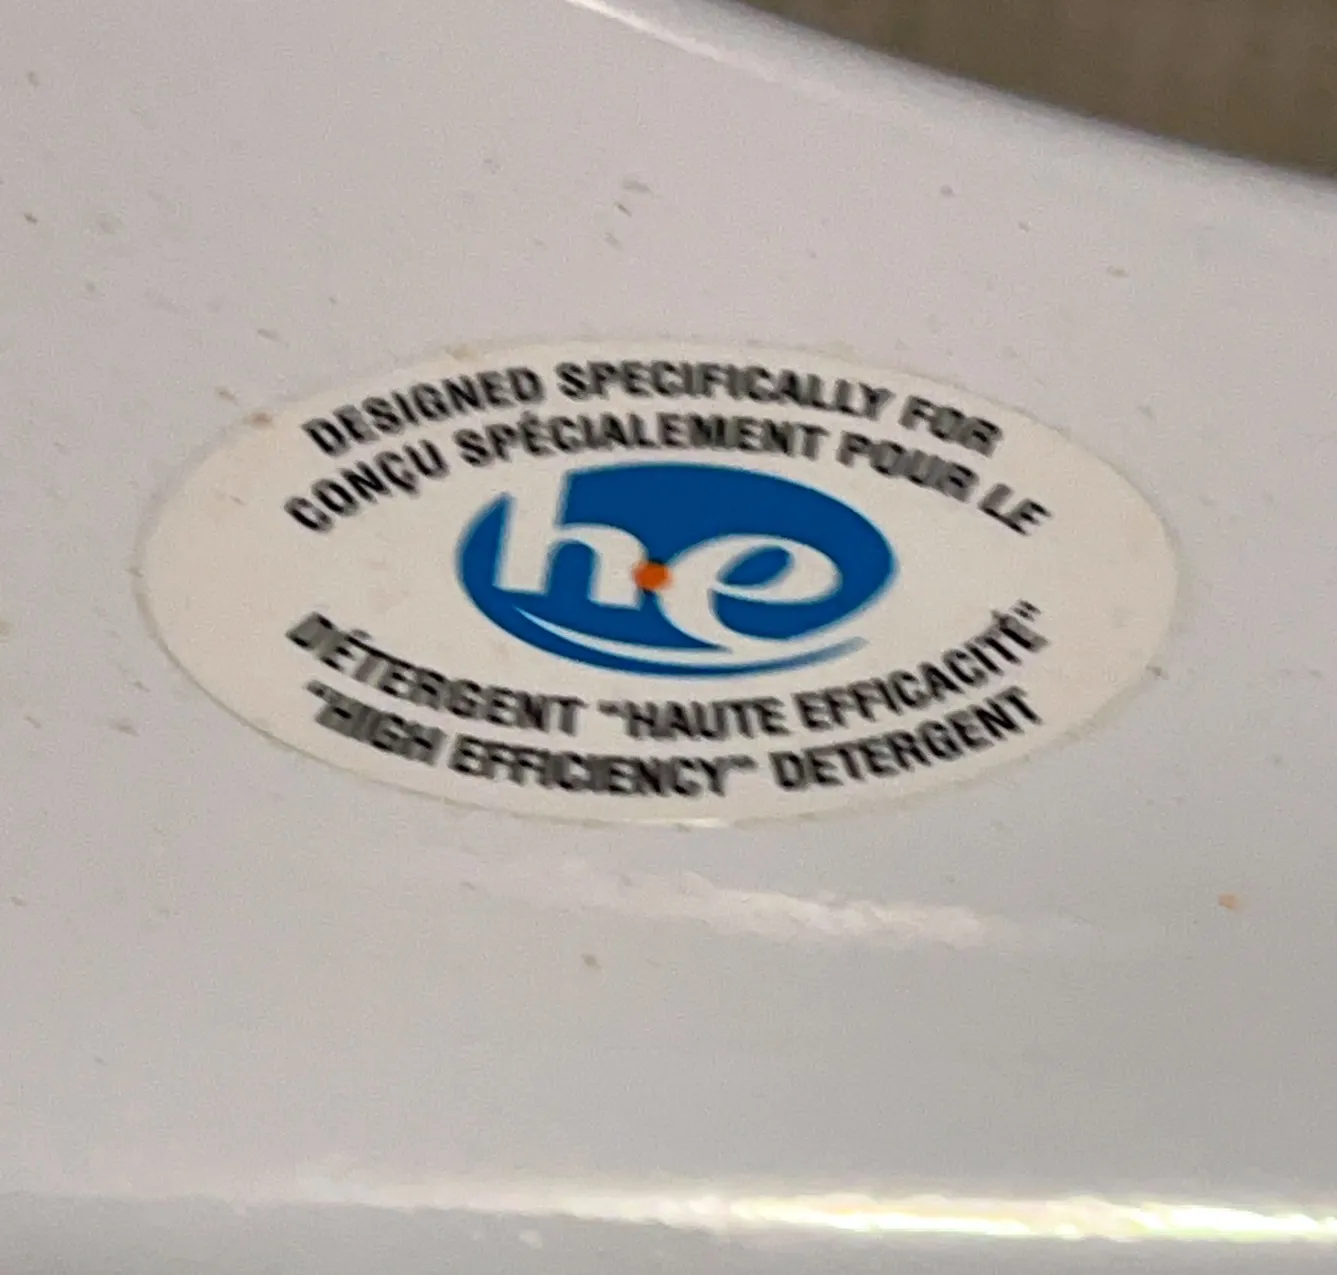 DESIGNED SPECIFICALLY FOR
CONÇU SPÉCIALEMENT POUR LE
he
DÉTERGENT "HAUTE EFFICACITÉ"
"HIGH EFFICIENCY" DETERGENT